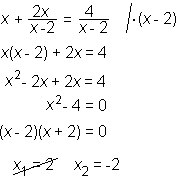 x + 2x/(x-2) = 4/(x-2) /·(x-2)
x(x-2) + 2x = 4
x²-2x+2x = 4
x²-4 = 0
(x-2)(x+2) = 0
x₁ = 2 x₂ = -2